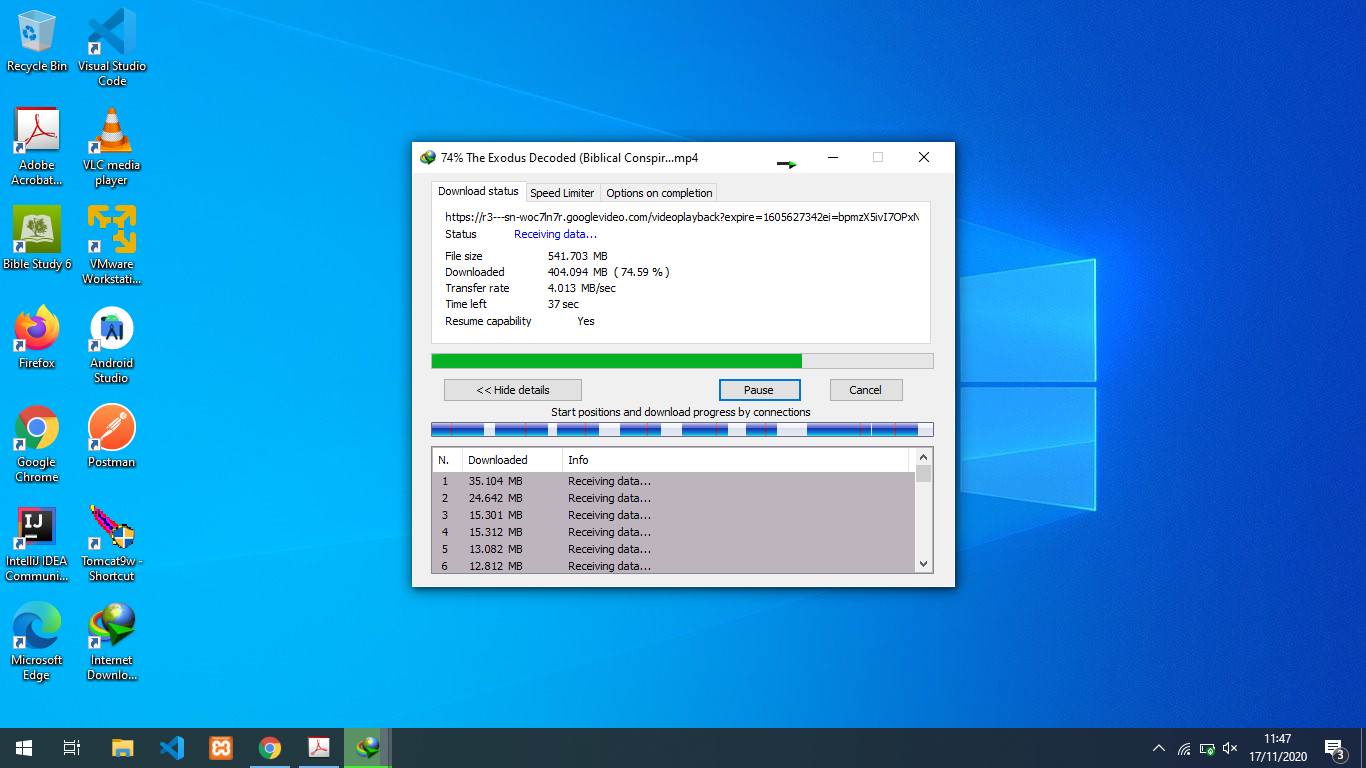 Recycle Bin
Visual Studio
Code
Adobe
Acrobat...
VLC media
player
Bible Study 6
VMware
Workstati...
Firefox
Android
Studio
Google
Chrome
Postman
IntelliJ IDEA
Communi...
Tomcat9w -
Shortcut
Microsoft
Edge
Internet
Downlo...
74% The Exodus Decoded (Biblical Conspir...mp4
Download status Speed Limiter Options on completion
https://r3---sn-woc7ln7r.googlevideo.com/videoplayback?expire=1605627342ei=bpmzX5ivI7OPxN
Status Receiving data...
File size 541.703 MB
Downloaded 404.094 MB ( 74.59 % )
Transfer rate 4.013 MB/sec
Time left 37 sec
Resume capability Yes
<< Hide details Pause Cancel
Start positions and download progress by connections
N. Downloaded Info
1 35.104 MB Receiving data...
2 24.642 MB Receiving data...
3 15.301 MB Receiving data...
4 15.312 MB Receiving data...
5 13.082 MB Receiving data...
6 12.812 MB Receiving data...
11:47
17/11/2020
3